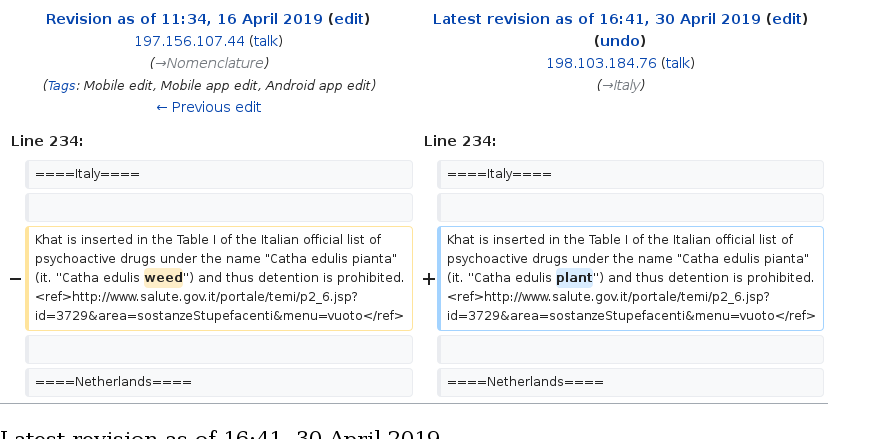 Revision as of 11:34, 16 April 2019 (edit)
197.156.107.44 (talk)
(→Nomenclature)
(Tags: Mobile edit, Mobile app edit, Android app edit)
← Previous edit
Latest revision as of 16:41, 30 April 2019 (edit)
(undo)
198.103.184.76 (talk)
(→Italy)
Line 234:
Line 234:
====Italy====
====Italy====
−
Khat is inserted in the Table I of the Italian official list of
psychoactive drugs under the name "Catha edulis pianta"
(it. "Catha edulis weed") and thus detention is prohibited.
<ref>http://www.salute.gov.it/portale/temi/p2_6.jsp?
id=3729&area=sostanzeStupefacenti&menu=vuoto</ref>
+
Khat is inserted in the Table I of the Italian official list of
psychoactive drugs under the name "Catha edulis pianta"
(it. "Catha edulis plant") and thus detention is prohibited.
<ref>http://www.salute.gov.it/portale/temi/p2_6.jsp?
id=3729&area=sostanzeStupefacenti&menu=vuoto</ref>
====Netherlands====
====Netherlands====
Latest revision as of 16:41, 30 April 2019